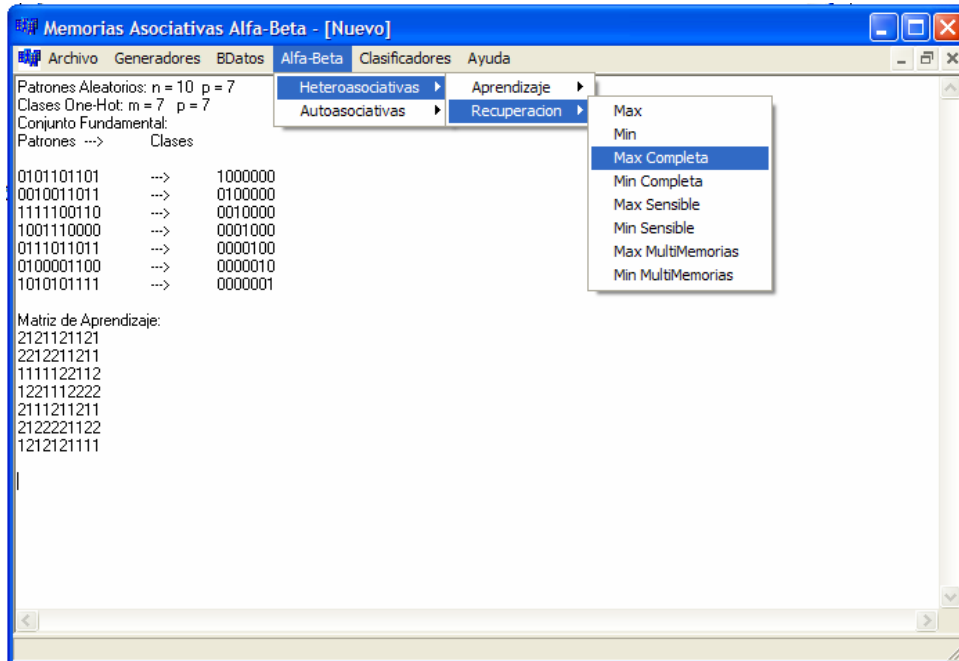 Memorias Asociativas Alfa-Beta - [Nuevo]
Archivo Generadores BDatos Alfa-Beta Clasificadores Ayuda
Heteroasociativas
Autoasociativas
Aprendizaje
Recuperacion
Max
Min
Max Completa
Min Completa
Max Sensible
Min Sensible
Max MultiMemorias
Min MultiMemorias
Patrones Aleatorios: n = 10 p = 7
Clases One-Hot: m = 7 p = 7
Conjunto Fundamental:
Patrones ---> Clases
0101101101 ---> 1000000
0010011011 ---> 0100000
1111100110 ---> 0010000
1001110000 ---> 0001000
0111011011 ---> 0000100
0100001100 ---> 0000010
1010101111 ---> 0000001
Matriz de Aprendizaje:
2121121121
2212211211
1111122112
1221112222
2111211211
2122221122
1212121111